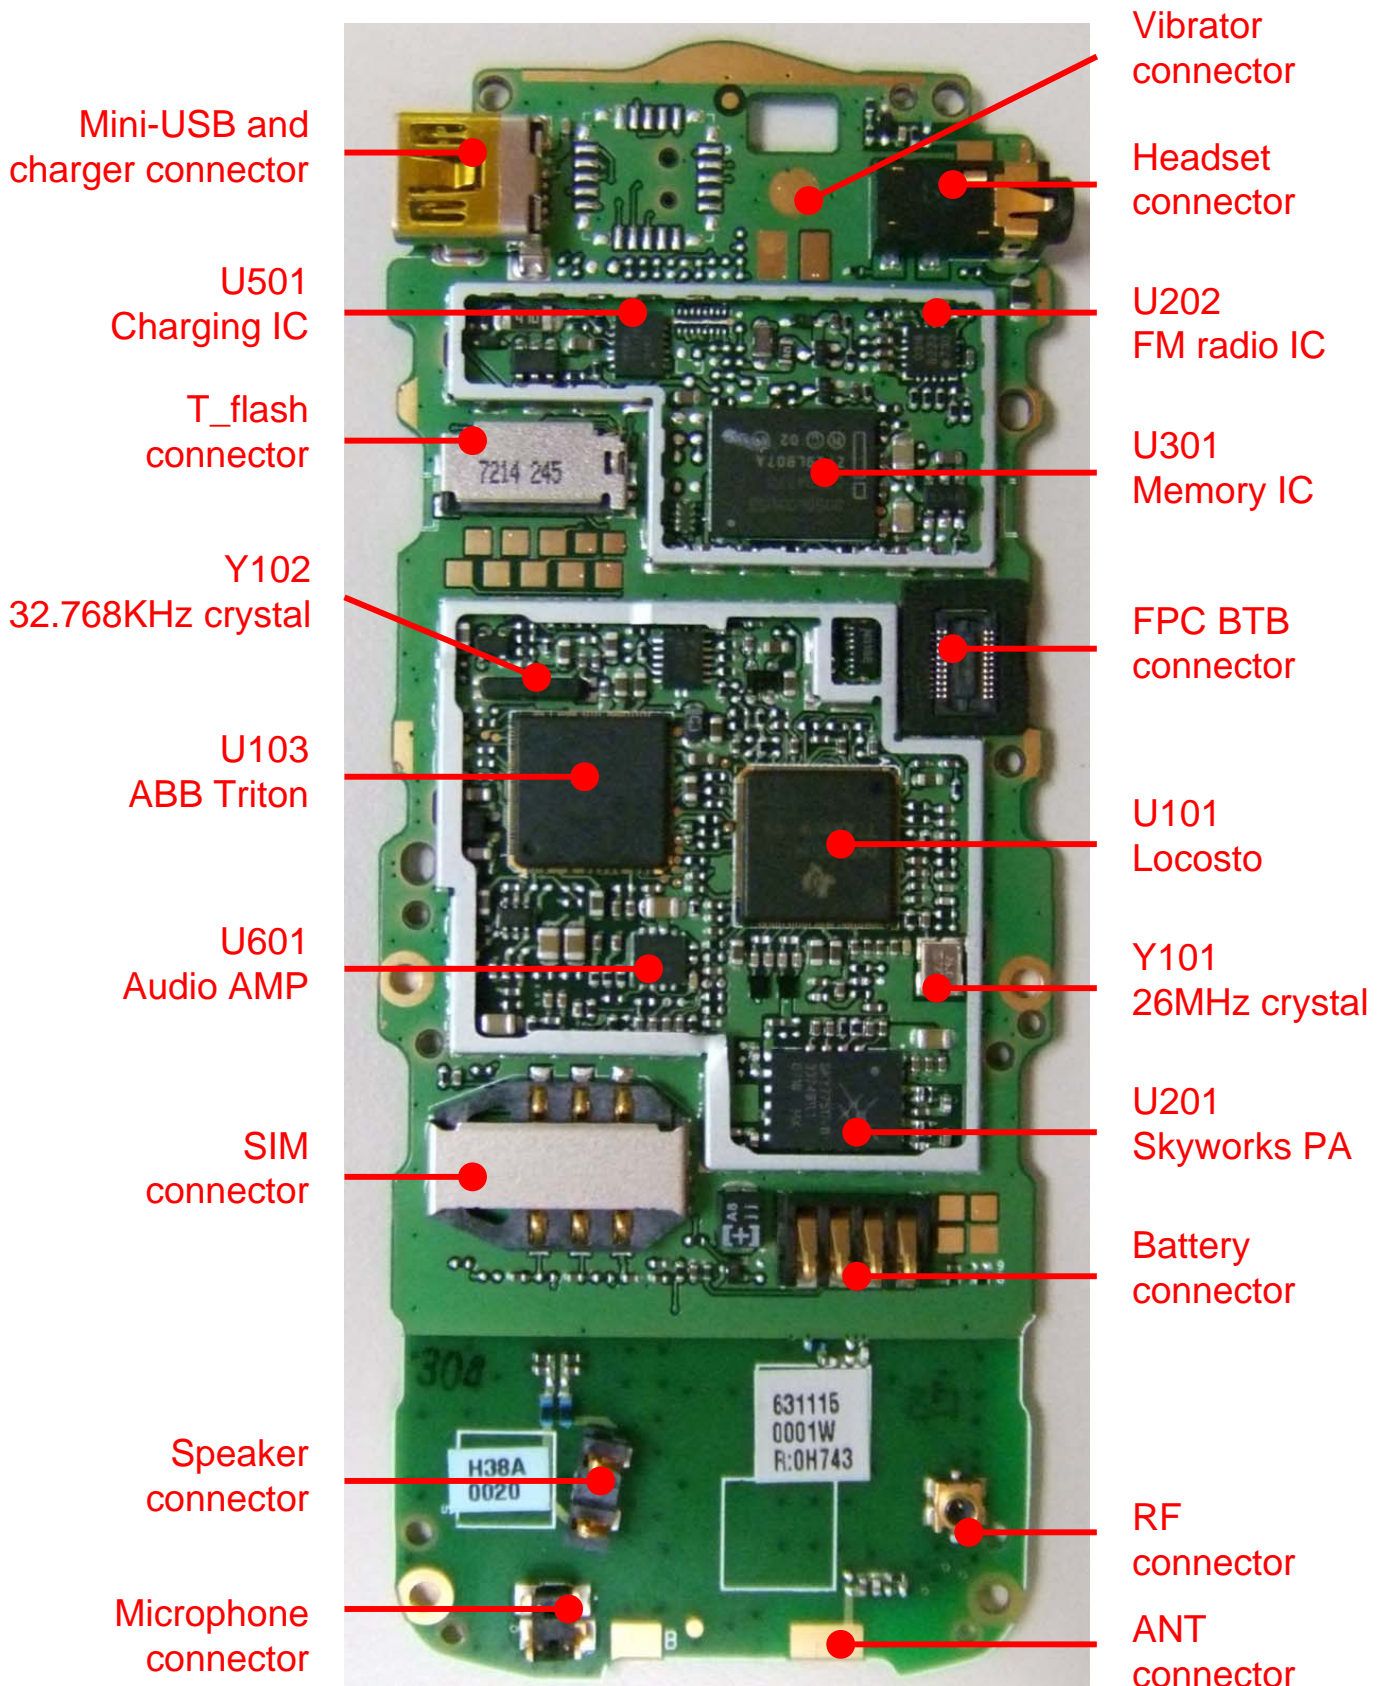 Vibrator
connector
Mini-USB and
charger connector
Headset
connector
U501
Charging IC
U202
FM radio IC
T_flash
connector
7214 245
U301
Memory IC
Y102
32.768KHz crystal
FPC BTB
connector
U103
ABB Triton
U101
Locosto
U601
Audio AMP
Y101
26MHz crystal
U201
Skyworks PA
SIM
connector
A8
Battery
connector
308
631115
0001W
R:0H743
Speaker
connector
H38A
0020
RF
connector
Microphone
connector
B
ANT
connector